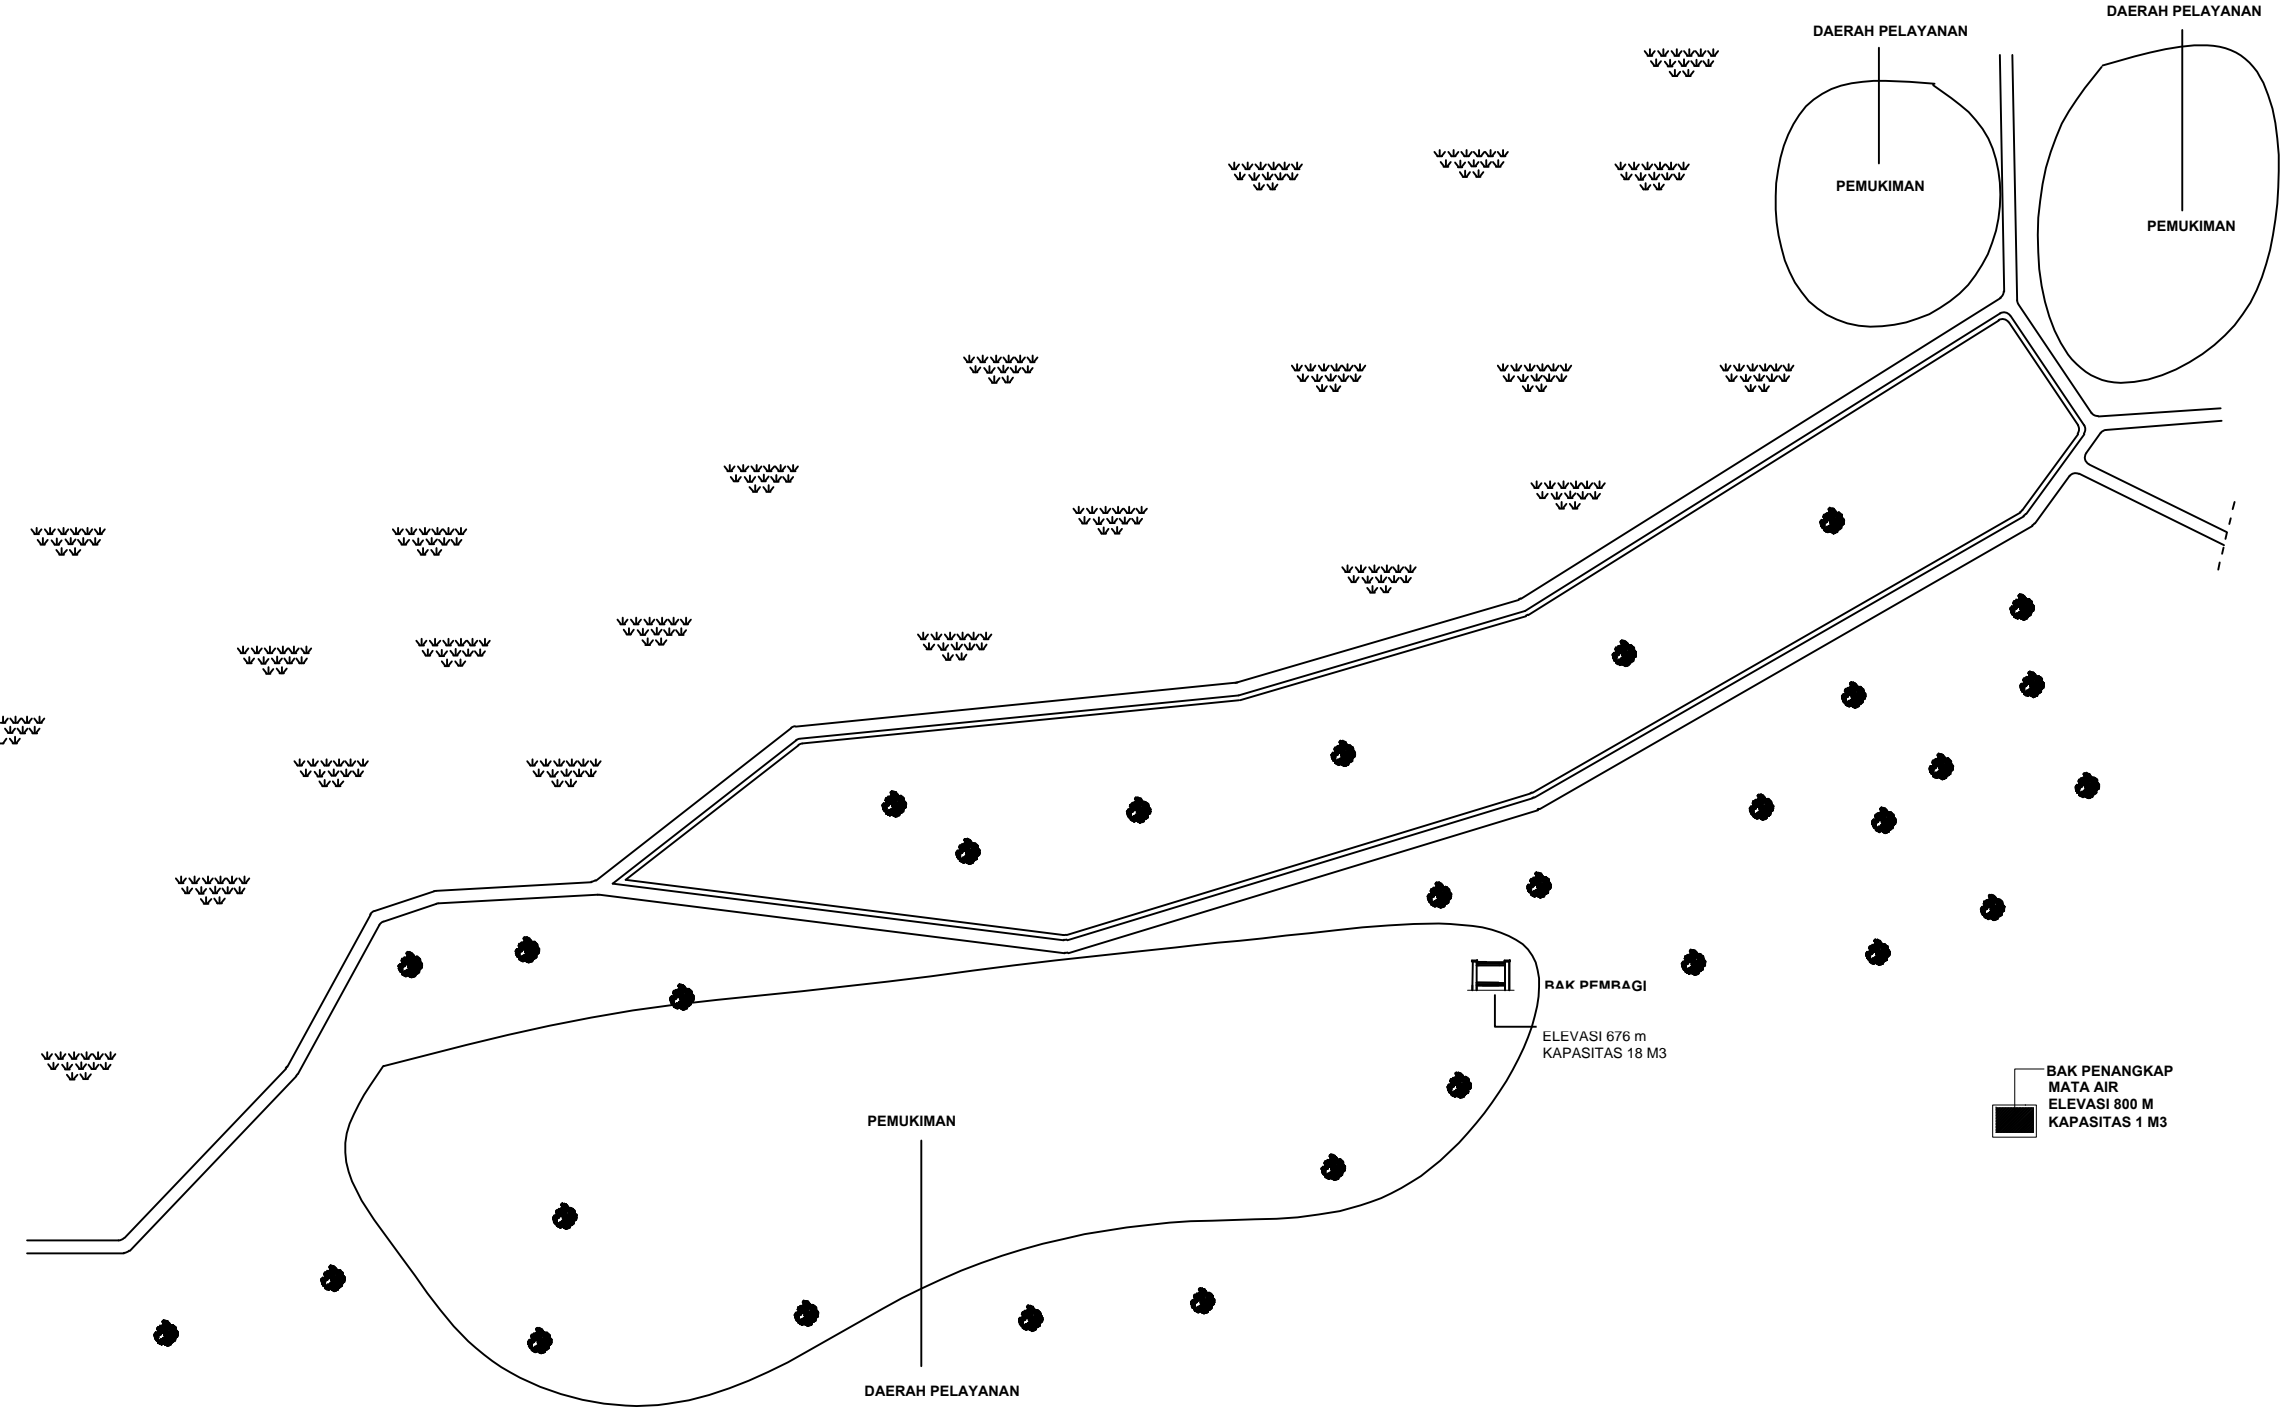 DAERAH PELAYANAN
DAERAH PELAYANAN
PEMUKIMAN
PEMUKIMAN
BAK PEMBAGI
ELEVASI 676 m
KAPASITAS 18 M3
BAK PENANGKAP
MATA AIR
ELEVASI 800 M
KAPASITAS 1 M3
PEMUKIMAN
DAERAH PELAYANAN